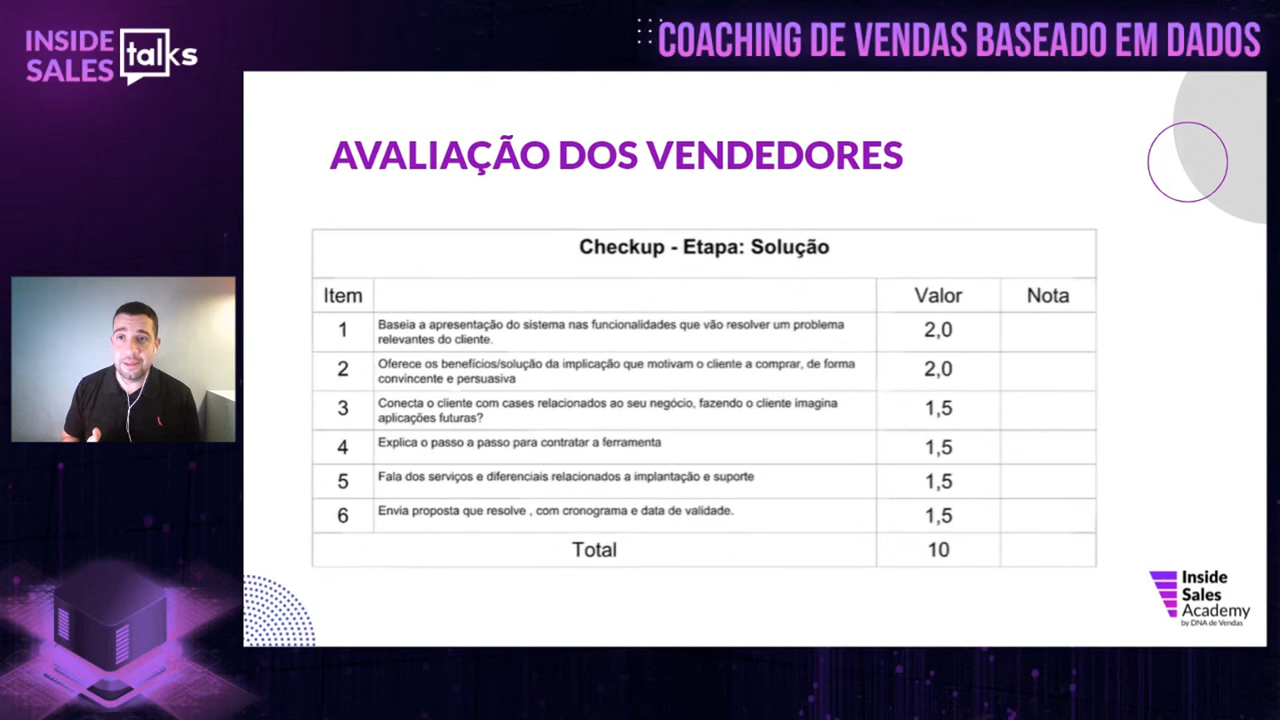 INSIDE
SALES
talks
COACHING DE VENDAS BASEADO EM DADOS
AVALIAÇÃO DOS VENDEDORES
Checkup - Etapa: Solução
Item Valor Nota
1 Baseia a apresentação do sistema nas funcionalidades que vão resolver um problema
relevantes do cliente. 2,0
2 Oferece os benefícios/solução da implicação que motivam o cliente a comprar, de forma
convincente e persuasiva 2,0
3 Conecta o cliente com cases relacionados ao seu negócio, fazendo o cliente imagina
aplicações futuras? 1,5
4 Explica o passo a passo para contratar a ferramenta 1,5
5 Fala dos serviços e diferenciais relacionados a implantação e suporte 1,5
6 Envia proposta que resolve , com cronograma e data de validade. 1,5
Total 10
Inside
Sales
Academy
by DNA de Vendas